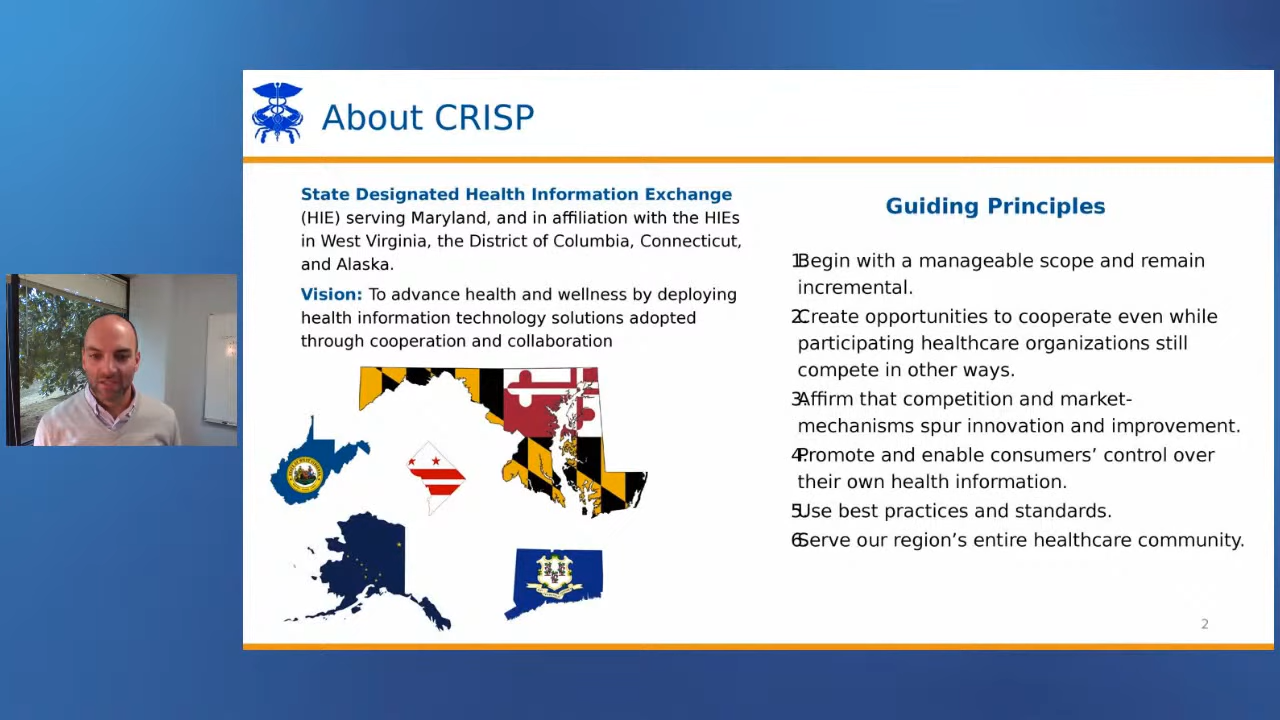 About CRISP
State Designated Health Information Exchange
(HIE) serving Maryland, and in affiliation with the HIEs
in West Virginia, the District of Columbia, Connecticut,
and Alaska.
Vision: To advance health and wellness by deploying
health information technology solutions adopted
through cooperation and collaboration
Guiding Principles
1. Begin with a manageable scope and remain
incremental.
2. Create opportunities to cooperate even while
participating healthcare organizations still
compete in other ways.
3. Affirm that competition and market-
mechanisms spur innovation and improvement.
4. Promote and enable consumers’ control over
their own health information.
5. Use best practices and standards.
6. Serve our region’s entire healthcare community.
2